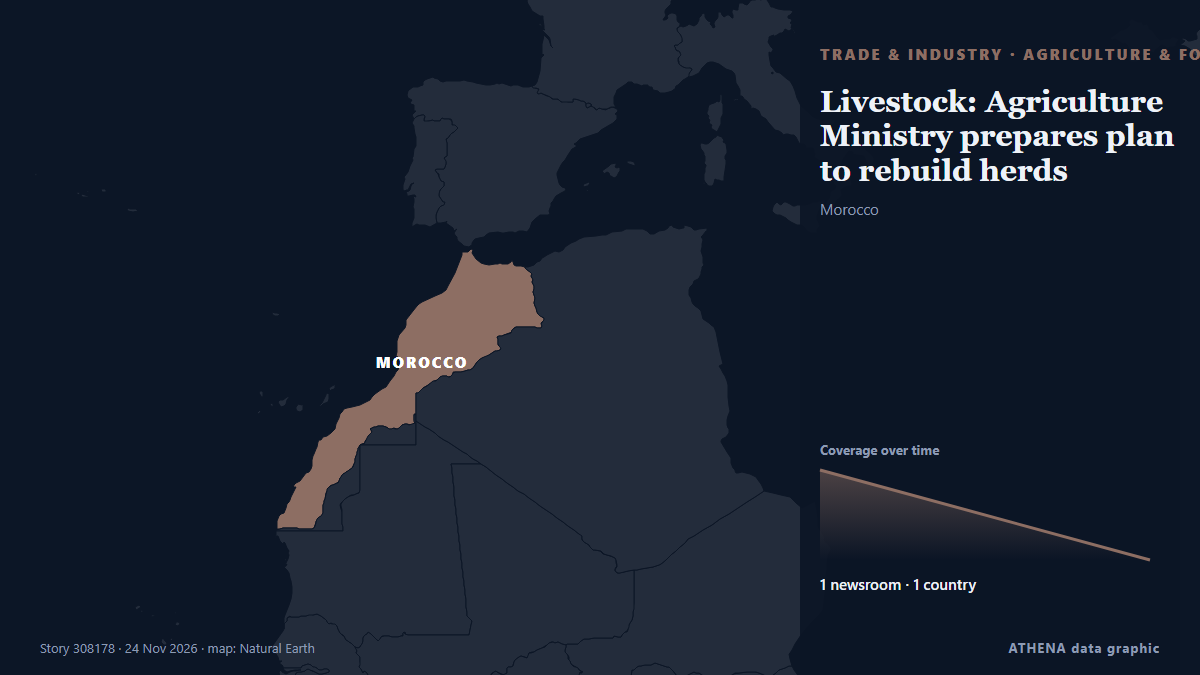 TRADE & INDUSTRY · AGRICULTURE & FO
Livestock: Agriculture
Ministry prepares plan
to rebuild herds
Morocco
MOROCCO
Coverage over time
1 newsroom · 1 country
Story 308178 · 24 Nov 2026 · map: Natural Earth
ATHENA data graphic